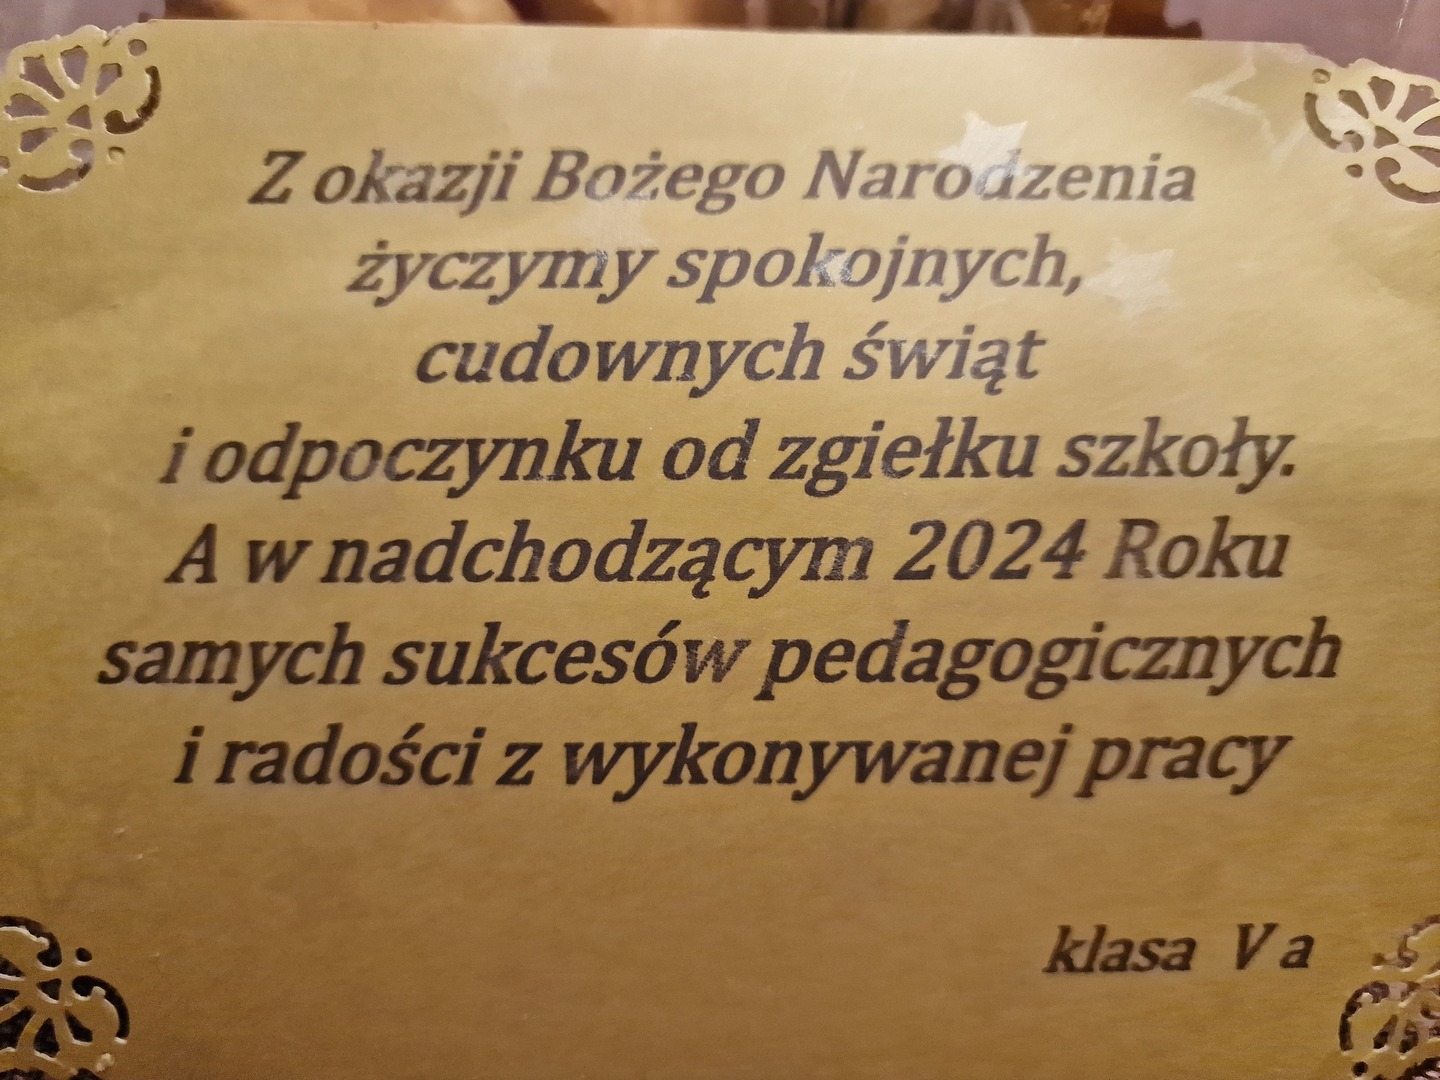 Z okazji Bożego Narodzenia
życzymy spokojnych,
cudownych świąt
i odpoczynku od zgiełku szkoły.
A w nadchodzącym 2024 Roku
samych sukcesów pedagogicznych
i radości z wykonywanej pracy
klasa V a